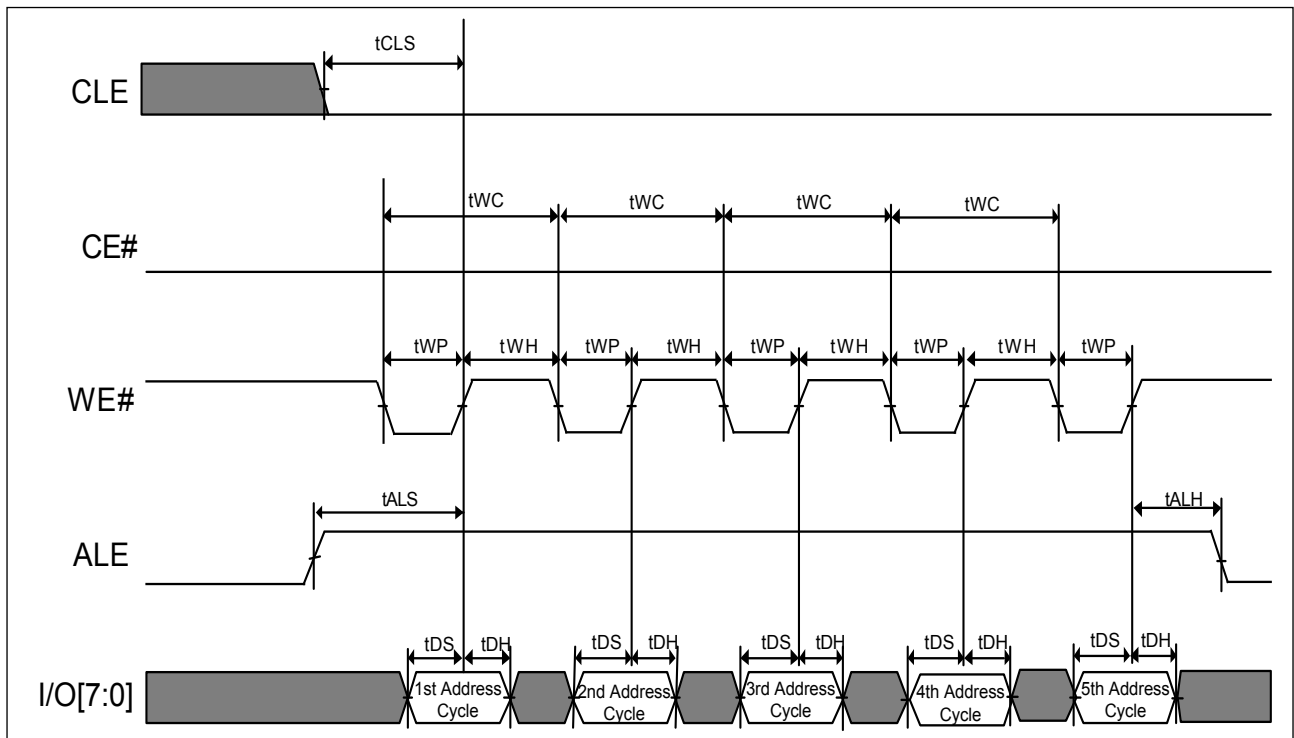 tCLS
CLE
tWC tWC tWC tWC
CE#
tWP tWH tWP tWH tWP tWH tWP tWH tWP
WE#
tALS tALH
ALE
tDS tDH tDS tDH tDS tDH tDS tDH tDS tDH
I/O[7:0]
1st Address Cycle
2nd Address Cycle
3rd Address Cycle
4th Address Cycle
5th Address Cycle